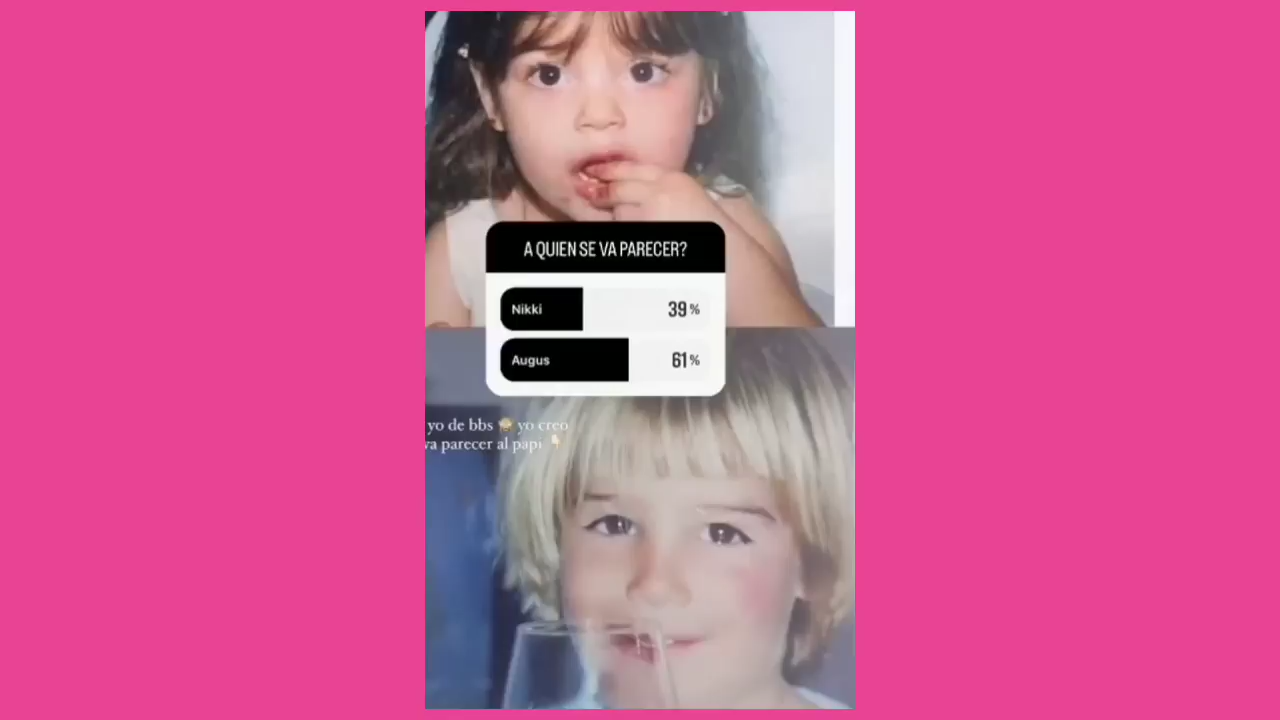 A QUIEN SE VA PARECER?
Nikki 39%
Augus 61%
yo de bbs 🙈 yo creo
va parecer al papi 👇🏻